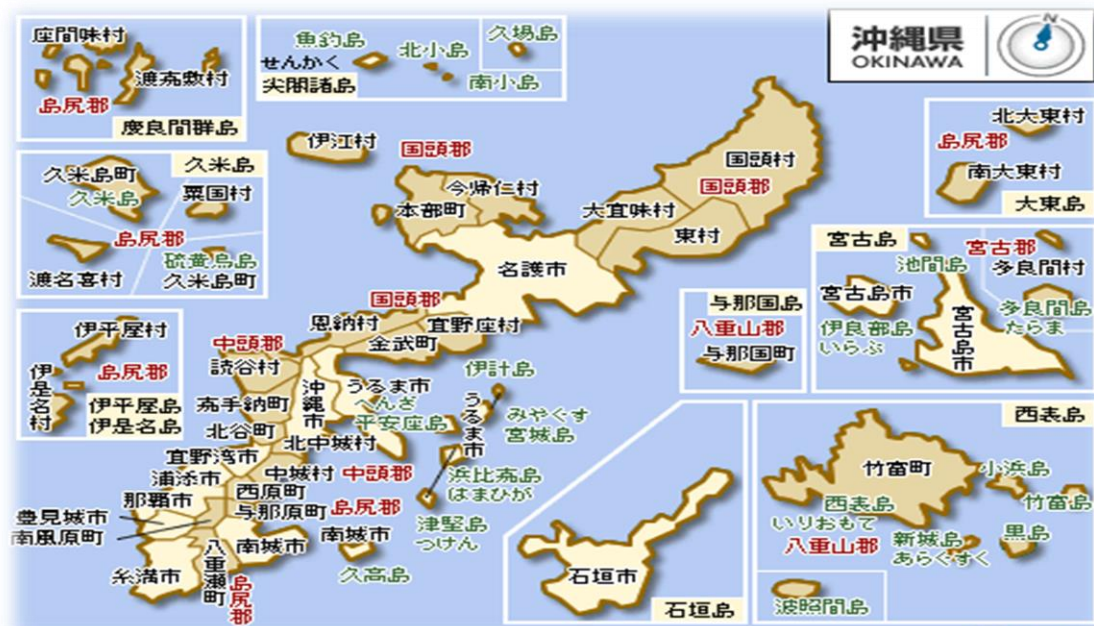 沖縄県
OKINAWA
N
座間味村
渡嘉敷村
島尻郡
慶良間群島
魚釣島
北小島
久場島
せんかく
南小島
尖閣諸島
伊江村
国頭郡
今帰仁村
本部町
国頭村
国頭郡
大宜味村
東村
名護市
北大東村
島尻郡
南大東村
大東島
久米島
久米島町
久米島
粟国村
島尻郡
硫黄鳥島
渡名喜村
久米島町
宮古島
宮古郡
池間島
多良間村
宮古島市
多良間島
たらま
伊良部島
いらぶ
宮古島市
与那国島
八重山郡
与那国町
伊平屋村
島尻郡
伊是名村
伊平屋島
伊是名島
国頭郡
恩納村
宜野座村
金武町
中頭郡
読谷村
沖縄市
うるま市
へんざ
平安座島
伊計島
うるま市
みやぐす
宮城島
嘉手納町
北谷町
北中城村
宜野湾市
中城村
中頭郡
浜比嘉島
はまひが
浦添市
西原町
那覇市
与那原町
島尻郡
津堅島
つけん
豊見城市
南風原町
南城市
南城市
八重瀬町
糸満市
久高島
島尻郡
石垣市
石垣島
西表島
竹富町
小浜島
竹富島
西表島
いりおもて
八重山郡
新城島
あらぐすく
黒島
波照間島